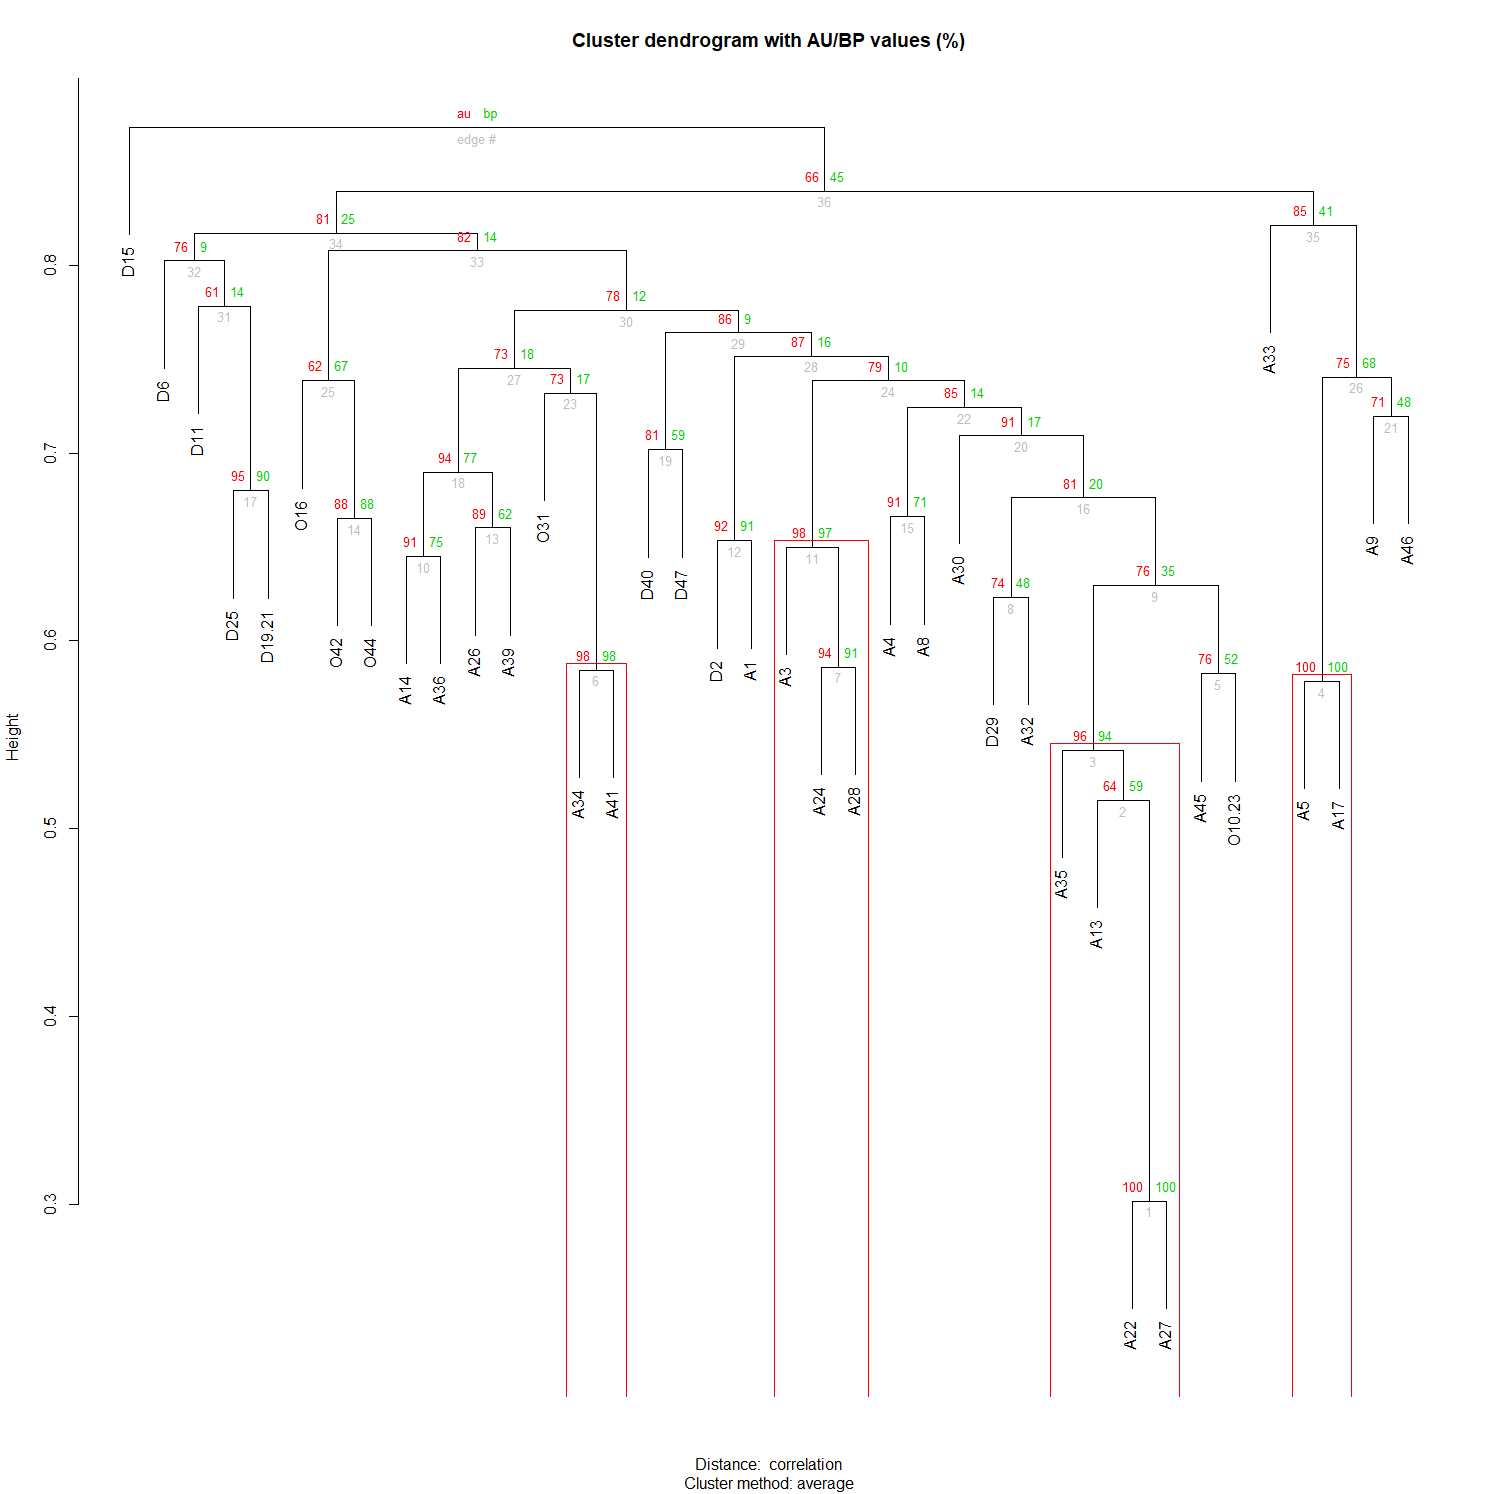 Cluster dendrogram with AU/BP values (%)
au bp
edge #
66 45
36
81 25
34
82 14
33
85 41
35
76 9
32
61 14
31
78 12
30
86 9
29
87 16
28
79 10
24
85 14
22
91 17
20
73 18
27
73 17
23
62 67
25
75 68
26
71 48
21
81 59
19
94 77
18
95 90
17
81 20
16
91 71
15
88 88
14
89 62
13
92 91
12
98 97
11
91 75
10
76 35
9
74 48
8
94 91
7
98 98
6
76 52
5
100 100
4
96 94
3
64 59
2
100 100
1
D15
D6
D11
D25
D19.21
O16
O42
O44
A14
A36
A26
A39
O31
A34
A41
D40
D47
D2
A1
A3
A24
A28
A4
A8
A30
D29
A32
A35
A13
A22
A27
A45
O10.23
A33
A5
A17
A9
A46
Height
0.8
0.7
0.6
0.5
0.4
0.3
Distance: correlation
Cluster method: average